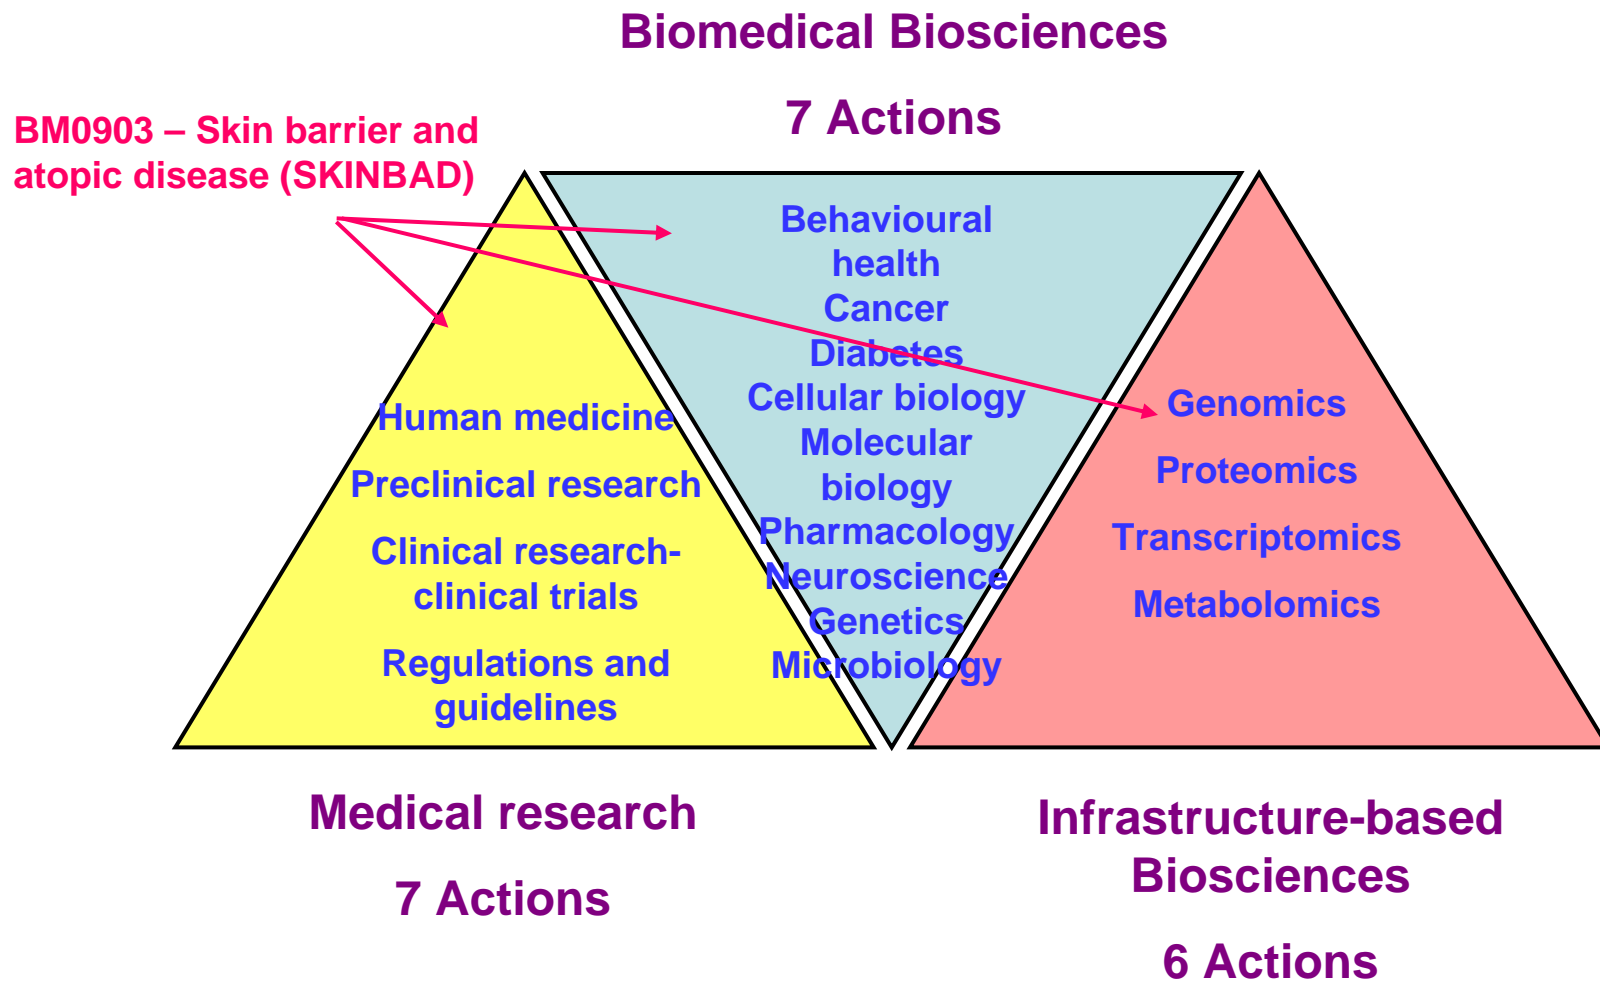 Biomedical Biosciences
7 Actions
BM0903 – Skin barrier and
atopic disease (SKINBAD)
Human medicine
Preclinical research
Clinical research-
clinical trials
Regulations and
guidelines
Behavioural
health
Cancer
Diabetes
Cellular biology
Molecular
biology
Pharmacology
Neuroscience
Genetics
Microbiology
Genomics
Proteomics
Transcriptomics
Metabolomics
Medical research
7 Actions
Infrastructure-based
Biosciences
6 Actions